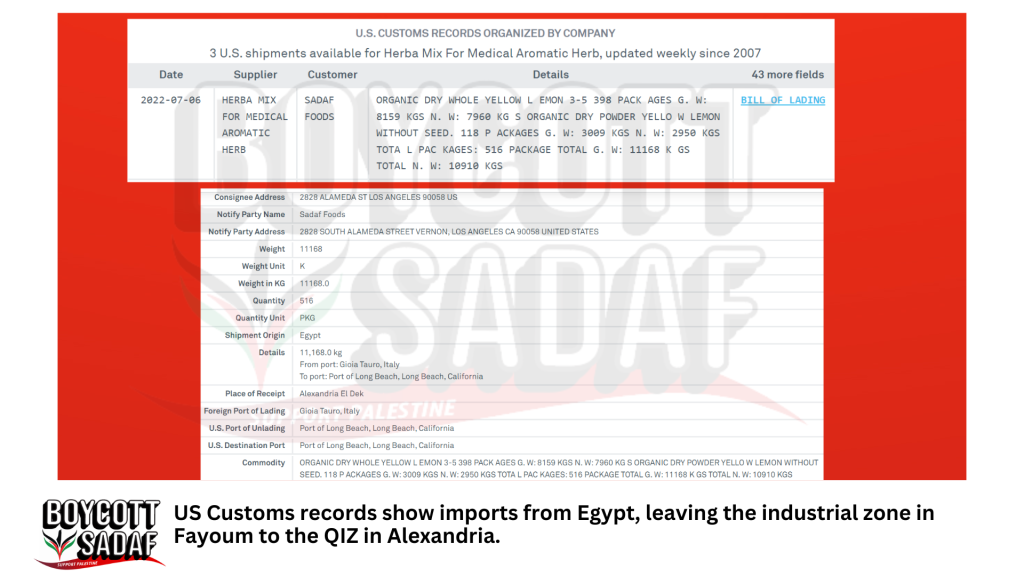 U.S. CUSTOMS RECORDS ORGANIZED BY COMPANY
3 U.S. shipments available for Herba Mix For Medical Aromatic Herb, updated weekly since 2007
Date Supplier Customer Details 43 more fields
2022-07-06 HERBA MIX SADAF ORGANIC DRY WHOLE YELLOW L EMON 3-5 398 PACK AGES G. W: BILL OF LADING
FOR MEDICAL FOODS 8159 KGS N. W: 7960 KG S ORGANIC DRY POWDER YELLO W LEMON
AROMATIC WITHOUT SEED. 118 P ACKAGES G. W: 3009 KGS N. W: 2950 KGS
HERB TOTA L PAC KAGES: 516 PACKAGE TOTAL G. W: 11168 K GS
TOTAL N. W: 10910 KGS
BOYCOTT
SADAF
SUPPORT PALESTINE
Consignee Address 2828 ALAMEDA ST LOS ANGELES 90058 US
Notify Party Name Sadaf Foods
Notify Party Address 2828 SOUTH ALAMEDA STREET VERNON, LOS ANGELES CA 90058 UNITED STATES
Weight 11168
Weight Unit K
Weight in KG 11168.0
Quantity 516
Quantity Unit PKG
Shipment Origin Egypt
Details 11,168.0 kg
From port: Gioia Tauro, Italy
To port: Port of Long Beach, Long Beach, California
Place of Receipt Alexandria El Dek
Foreign Port of Lading Gioia Tauro, Italy
U.S. Port of Unlading Port of Long Beach, Long Beach, California
U.S. Destination Port Port of Long Beach, Long Beach, California
Commodity ORGANIC DRY WHOLE YELLOW L EMON 3-5 398 PACK AGES G. W: 8159 KGS N. W: 7960 KG S ORGANIC DRY POWDER YELLO W LEMON WITHOUT
SEED. 118 P ACKAGES G. W: 3009 KGS N. W: 2950 KGS TOTA L PAC KAGES: 516 PACKAGE TOTAL G. W: 11168 K GS TOTAL N. W: 10910 KGS
BOYCOTT
SADAF
SUPPORT PALESTINE
US Customs records show imports from Egypt, leaving the industrial zone in
Fayoum to the QIZ in Alexandria.